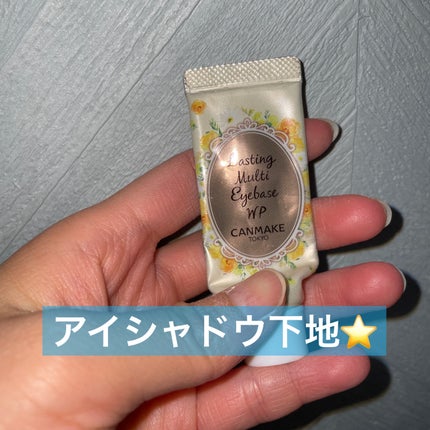 Lasting
Multi
Eyebase
WP
CANMAKE
TOKYO
アイシャドウ下地⭐